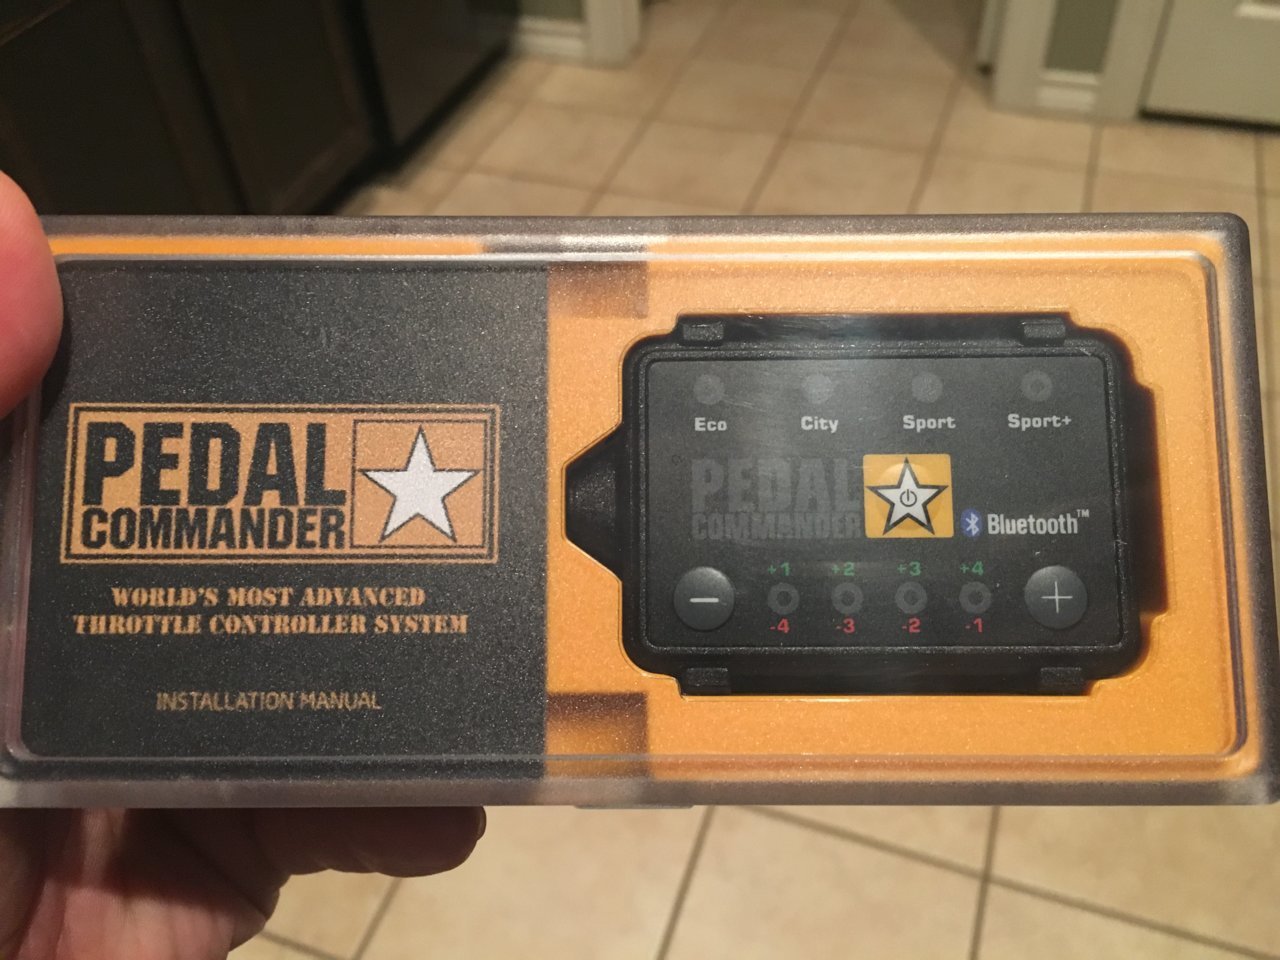 PEDAL
COMMANDER
WORLD'S MOST ADVANCED
THROTTLE CONTROLLER SYSTEM
INSTALLATION MANUAL
Eco City Sport Sport+
PEDAL
COMMANDER
Bluetooth™
+1 +2 +3 +4
− +
-4 -3 -2 -1